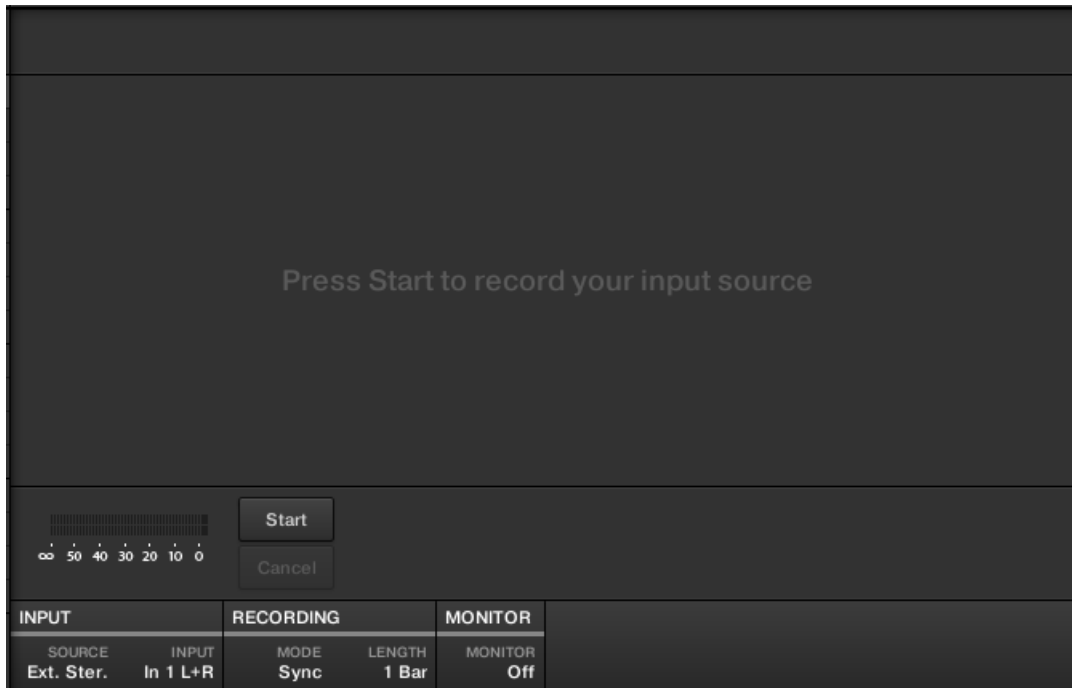 Press Start to record your input source
Start
∞ 50 40 30 20 10 0
Cancel
INPUT RECORDING MONITOR
SOURCE INPUT MODE LENGTH MONITOR
Ext. Ster. In 1 L+R Sync 1 Bar Off